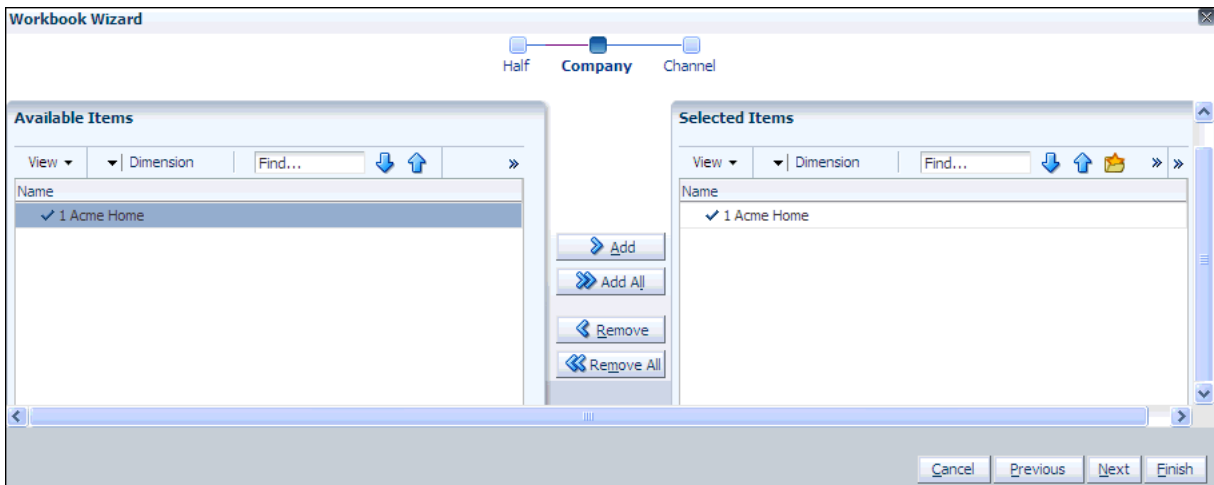 Workbook Wizard
Half Company Channel
Available Items
View Dimension Find...
Name
1 Acme Home
Add
Add All
Remove
Remove All
Selected Items
View Dimension Find...
Name
1 Acme Home
Cancel Previous Next Finish